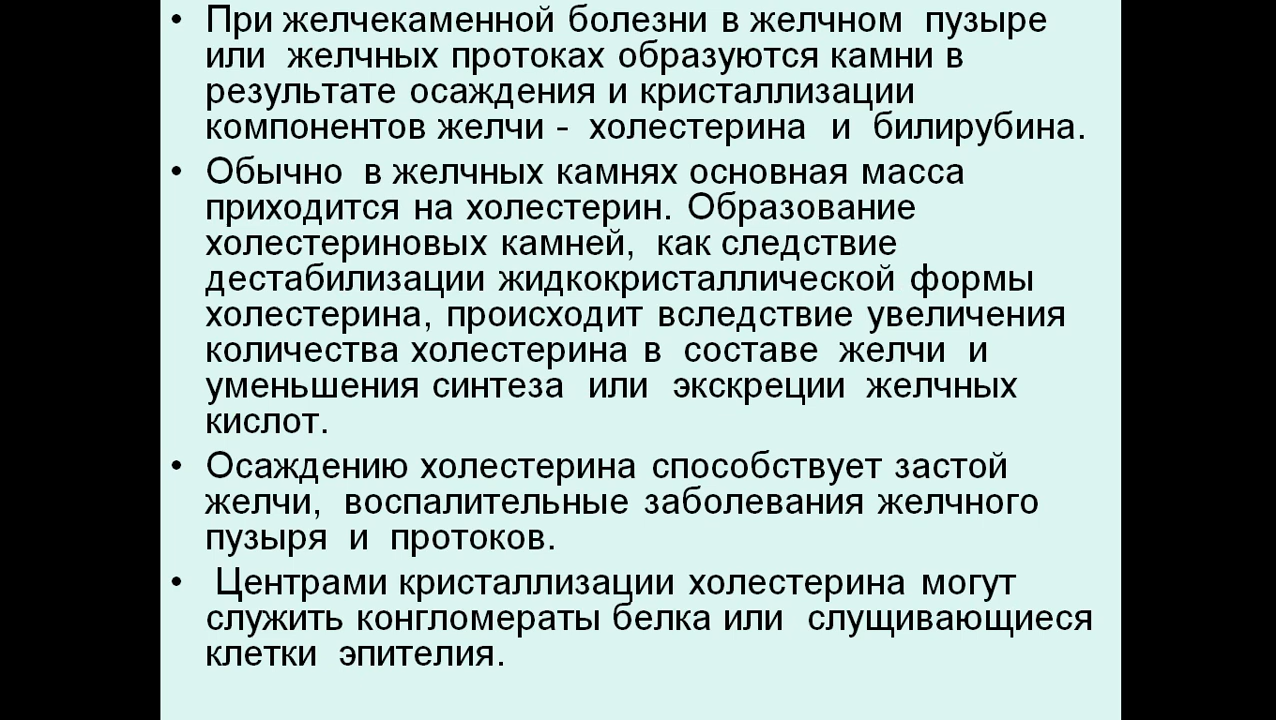 • При желчекаменной болезни в желчном пузыре
или желчных протоках образуются камни в
результате осаждения и кристаллизации
компонентов желчи - холестерина и билирубина.
• Обычно в желчных камнях основная масса
приходится на холестерин. Образование
холестериновых камней, как следствие
дестабилизации жидкокристаллической формы
холестерина, происходит вследствие увеличения
количества холестерина в составе желчи и
уменьшения синтеза или экскреции желчных
кислот.
• Осаждению холестерина способствует застой
желчи, воспалительные заболевания желчного
пузыря и протоков.
• Центрами кристаллизации холестерина могут
служить конгломераты белка или слущивающиеся
клетки эпителия.